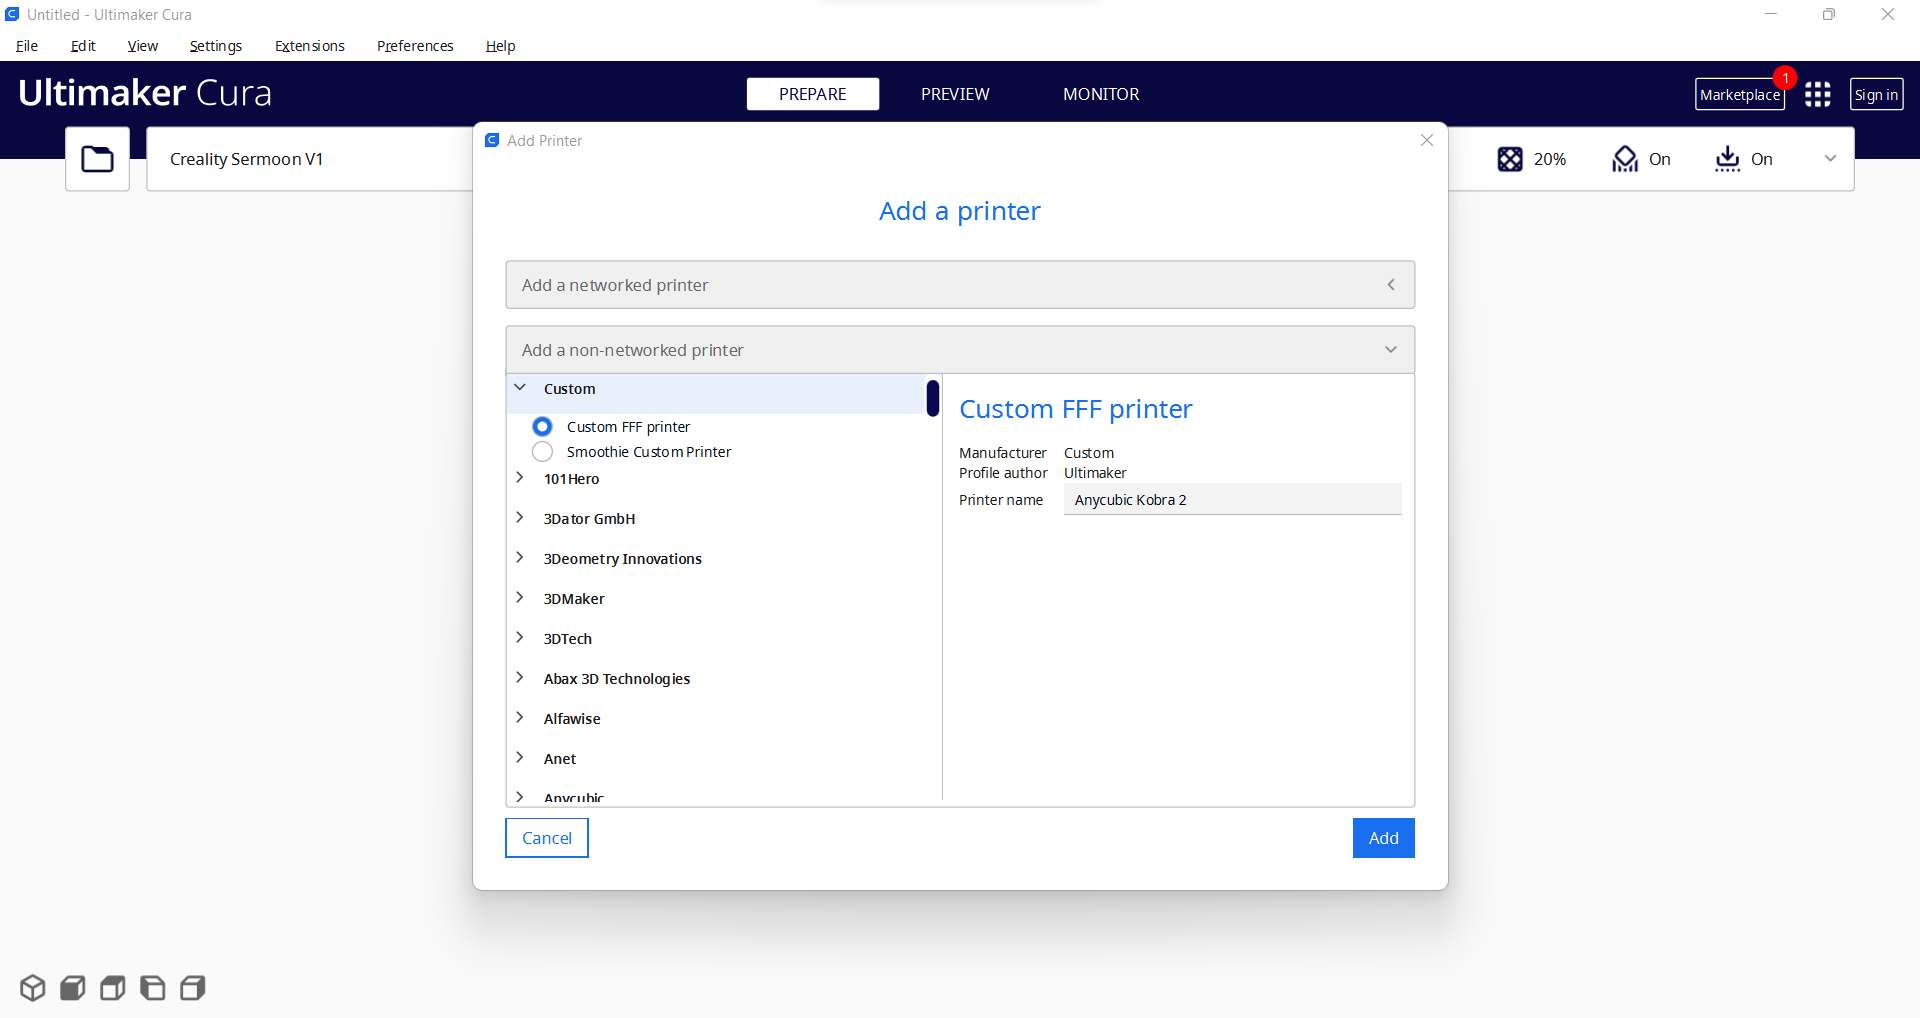 Untitled - Ultimaker Cura
File Edit View Settings Extensions Preferences Help
Ultimaker Cura PREPARE PREVIEW MONITOR Marketplace 1 Sign in
Creality Sermoon V1 20% On On
Add Printer
Add a printer
Add a networked printer
Add a non-networked printer
Custom
Custom FFF printer
Smoothie Custom Printer
101Hero
3Dator GmbH
3Deometry Innovations
3DMaker
3DTech
Abax 3D Technologies
Alfawise
Anet
Anycubic
Custom FFF printer
Manufacturer Custom
Profile author Ultimaker
Printer name Anycubic Kobra 2
Cancel Add